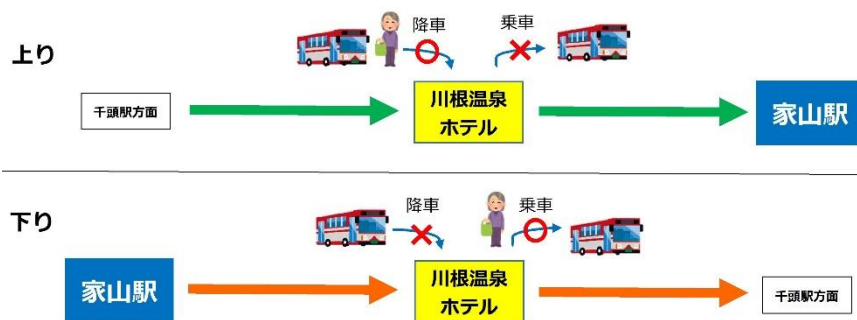 上り
降車
乗車
千頭駅方面
川根温泉
ホテル
家山駅
下り
降車
乗車
家山駅
川根温泉
ホテル
千頭駅方面